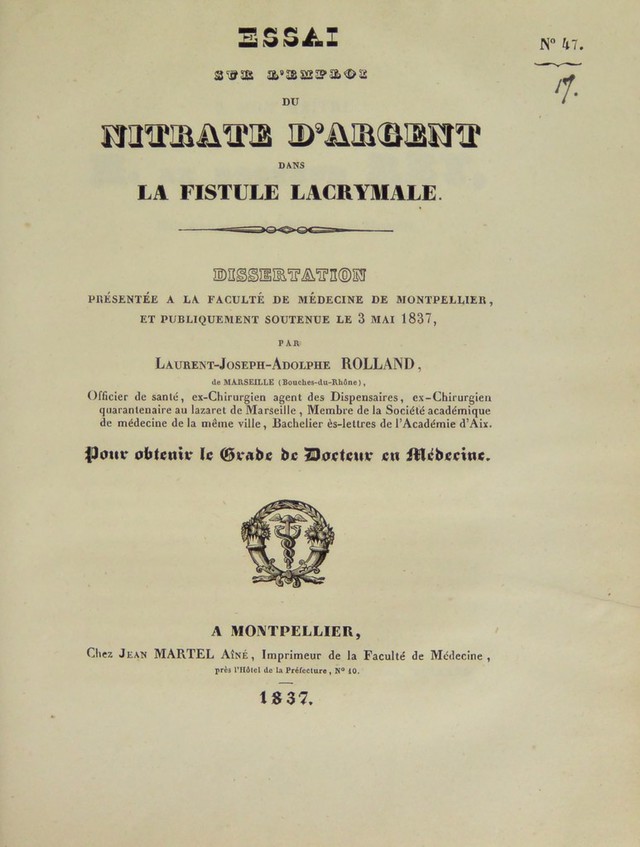 ESSAI
SUR L'EMPLOI
DU
NITRATE D'ARGENT
DANS
LA FISTULE LACRYMALE.
N° 47.
17.
DISSERTATION
PRÉSENTÉE A LA FACULTÉ DE MÉDECINE DE MONTPELLIER,
ET PUBLIQUEMENT SOUTENUE LE 3 MAI 1837,
PAR
LAURENT-JOSEPH-ADOLPHE ROLLAND,
de MARSEILLE (Bouches-du-Rhône),
Officier de santé, ex-Chirurgien agent des Dispensaires, ex-Chirurgien
quarantenaire au lazaret de Marseille, Membre de la Société académique
de médecine de la même ville, Bachelier ès-lettres de l'Académie d'Aix.
Pour obtenir le Grade de Docteur en Médecine.
A MONTPELLIER,
Chez JEAN MARTEL AÎNÉ, Imprimeur de la Faculté de Médecine,
près l'Hôtel de la Préfecture, N° 10.
1837.